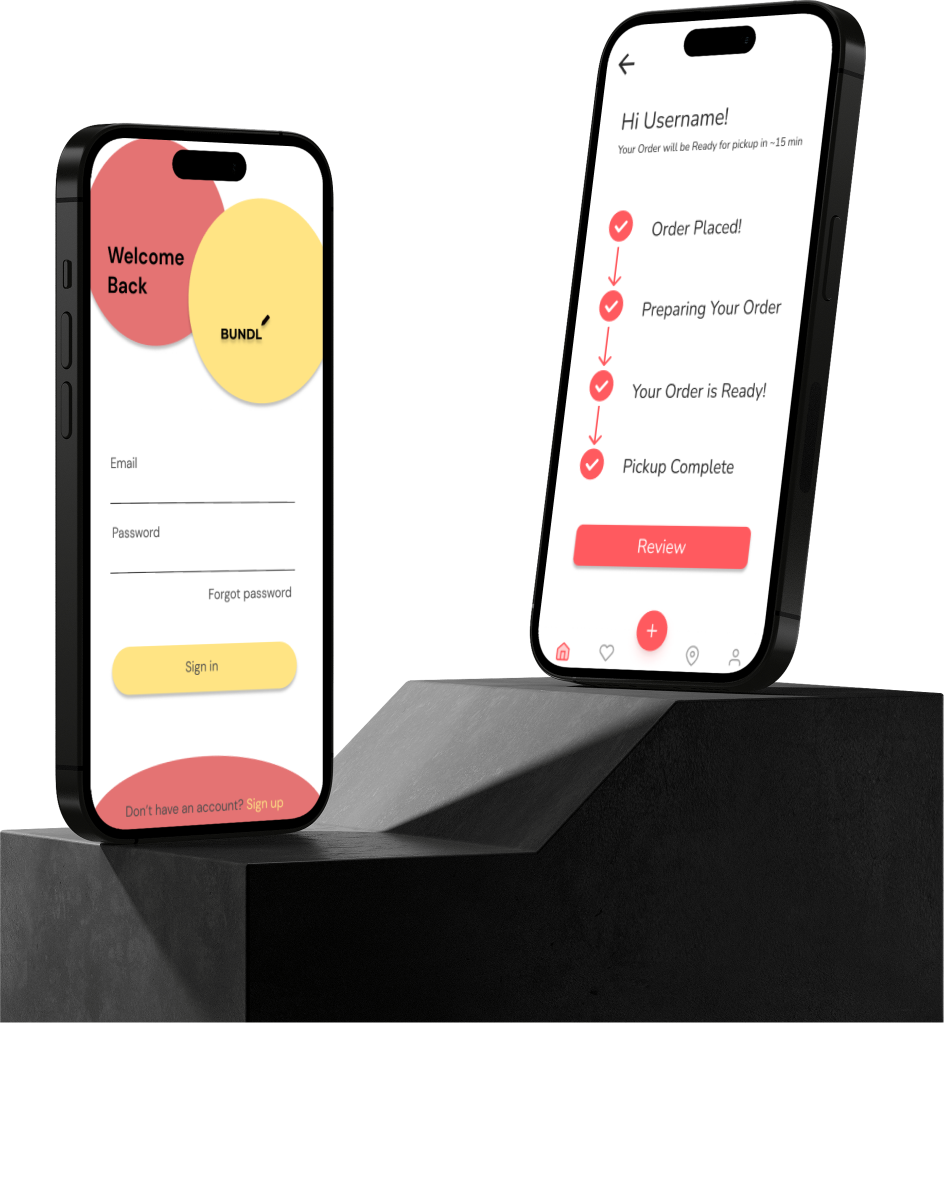 Welcome
Back
BUNDL
Email
Password
Forgot password
Sign in
Don't have an account? Sign up
Hi Username!
Your Order will be Ready for pickup in ~15 min
Order Placed!
Preparing Your Order
Your Order is Ready!
Pickup Complete
Review